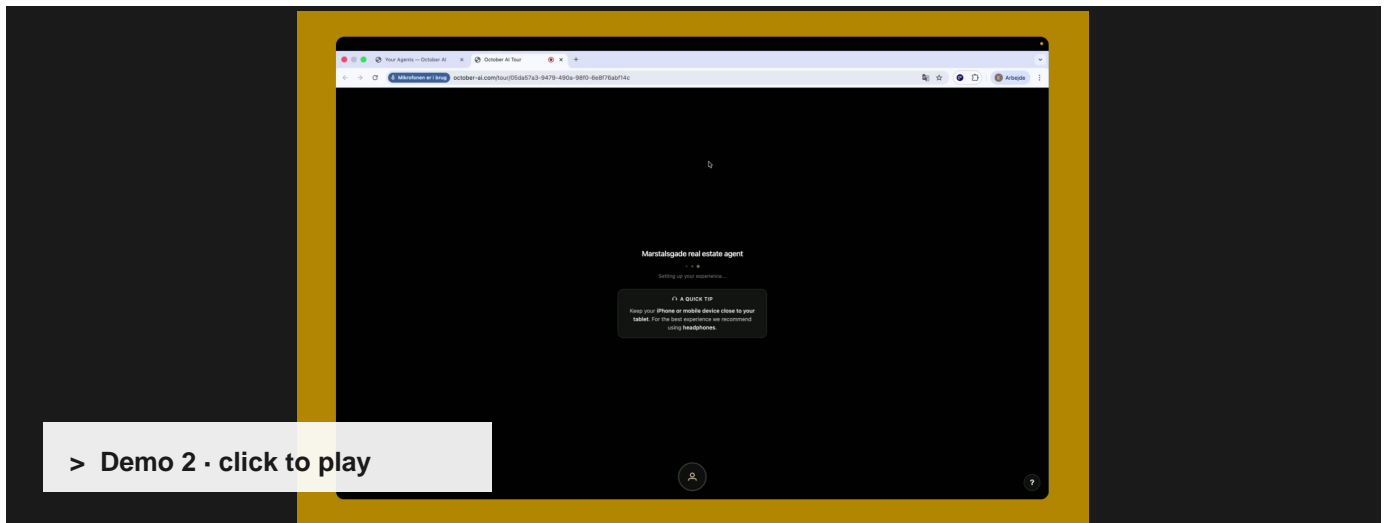 Your Agents — October AI
October AI Tour
Mikrofonen er i brug
october-ai.com/tour/05da57a3-9479-490a-98f0-6e8f76abf14c
Arbejde
Marstalsgade real estate agent
Setting up your experience...
A QUICK TIP
Keep your iPhone or mobile device close to your
tablet. For the best experience we recommend
using headphones.
> Demo 2 · click to play
?